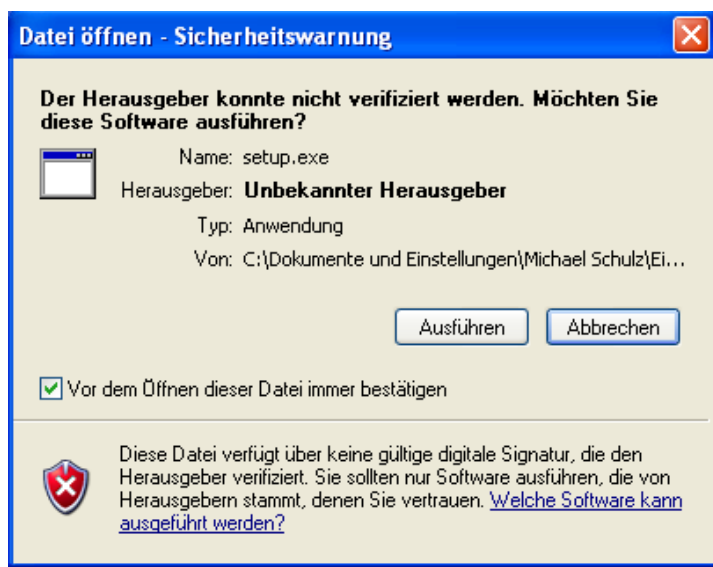 Datei öffnen - Sicherheitswarnung
Der Herausgeber konnte nicht verifiziert werden. Möchten Sie
diese Software ausführen?
Name: setup.exe
Herausgeber: Unbekannter Herausgeber
Typ: Anwendung
Von: C:\Dokumente und Einstellungen\Michael Schulz\Ei...
Ausführen Abbrechen
Vor dem Öffnen dieser Datei immer bestätigen
Diese Datei verfügt über keine gültige digitale Signatur, die den
Herausgeber verifiziert. Sie sollten nur Software ausführen, die von
Herausgebern stammt, denen Sie vertrauen. Welche Software kann
ausgeführt werden?